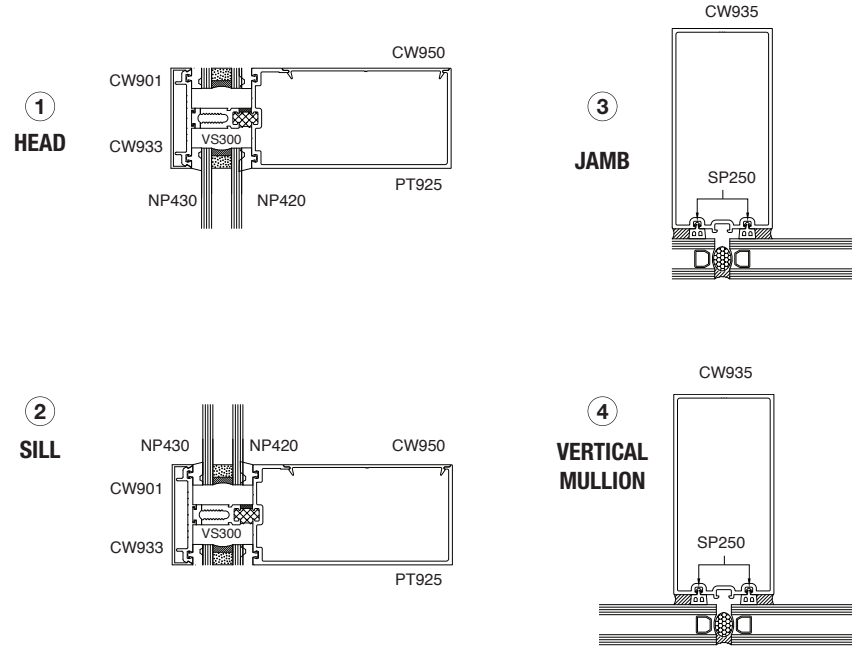 1
HEAD
CW901
CW933
CW950
VS300
PT925
NP430
NP420
2
SILL
NP430
NP420
CW950
CW901
CW933
VS300
PT925
3
JAMB
CW935
SP250
4
VERTICAL
MULLION
CW935
SP250